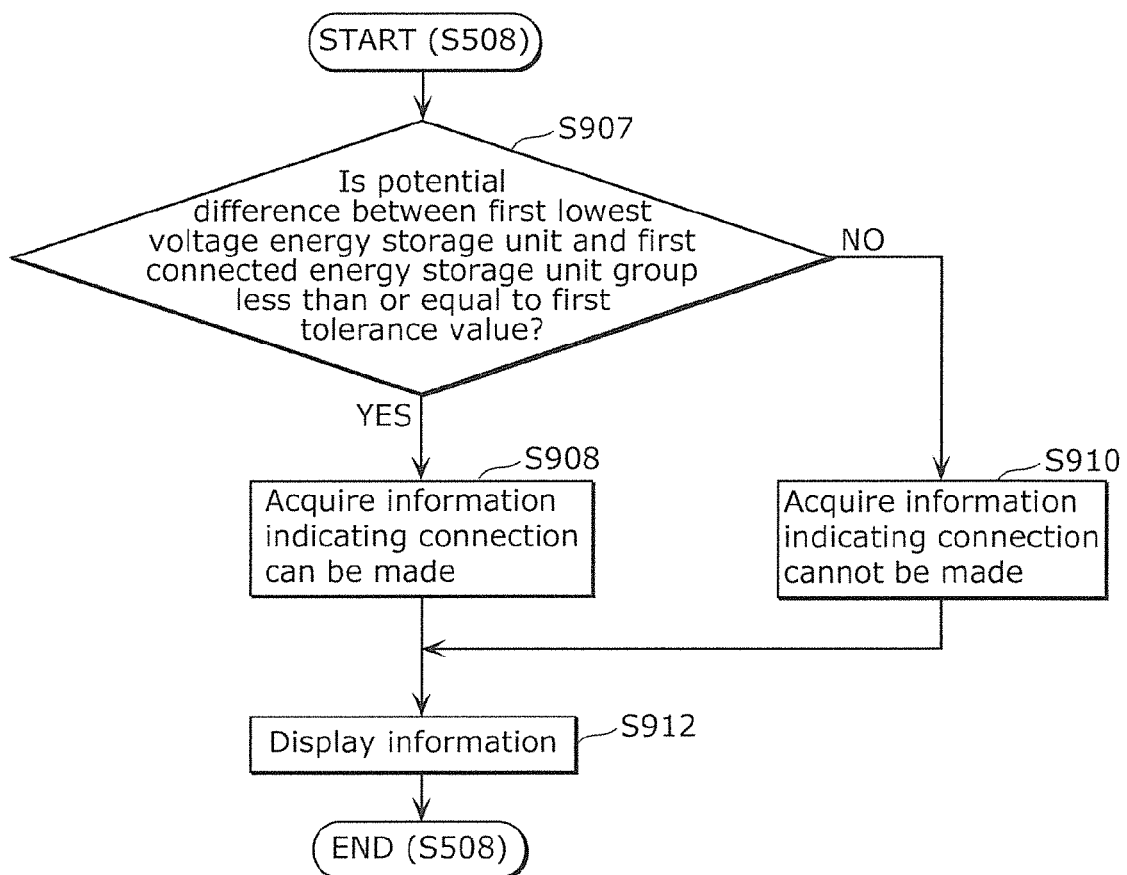 START (S508)
S907
Is potential
difference between first lowest
voltage energy storage unit and first
connected energy storage unit group
less than or equal to first
tolerance value?
NO
YES
S908
Acquire information
indicating connection
can be made
S910
Acquire information
indicating connection
cannot be made
S912
Display information
END (S508)